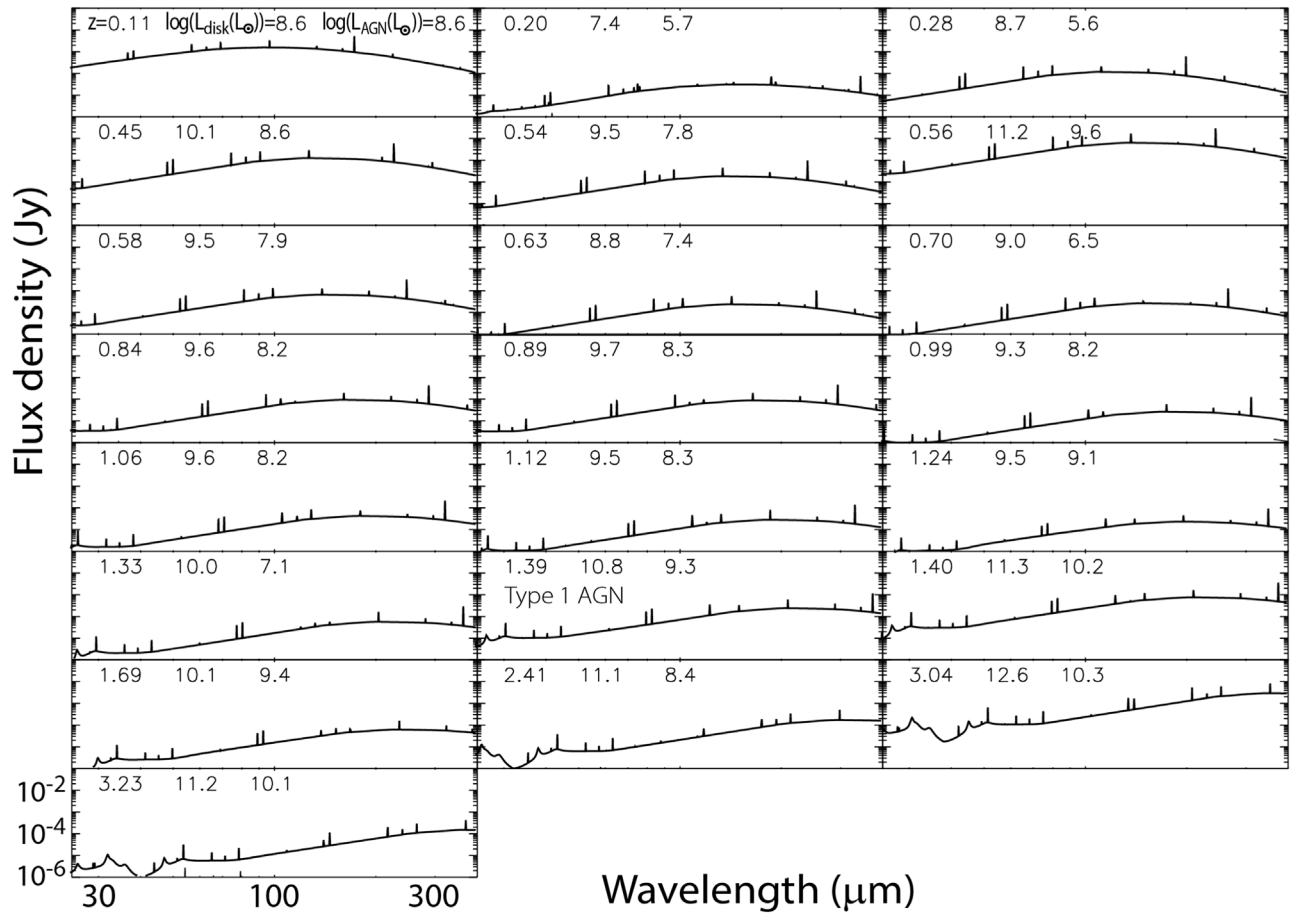 z=0.11 log(L_disk(L_⊙))=8.6 log(L_AGN(L_⊙))=8.6
0.20 7.4 5.7
0.28 8.7 5.6
0.45 10.1 8.6
0.54 9.5 7.8
0.56 11.2 9.6
0.58 9.5 7.9
0.63 8.8 7.4
0.70 9.0 6.5
0.84 9.6 8.2
0.89 9.7 8.3
0.99 9.3 8.2
1.06 9.6 8.2
1.12 9.5 8.3
1.24 9.5 9.1
1.33 10.0 7.1
1.39 10.8 9.3
Type 1 AGN
1.40 11.3 10.2
1.69 10.1 9.4
2.41 11.1 8.4
3.04 12.6 10.3
3.23 11.2 10.1
Flux density (Jy)
10^-2
10^-4
10^-6
30 100 300
Wavelength (μm)